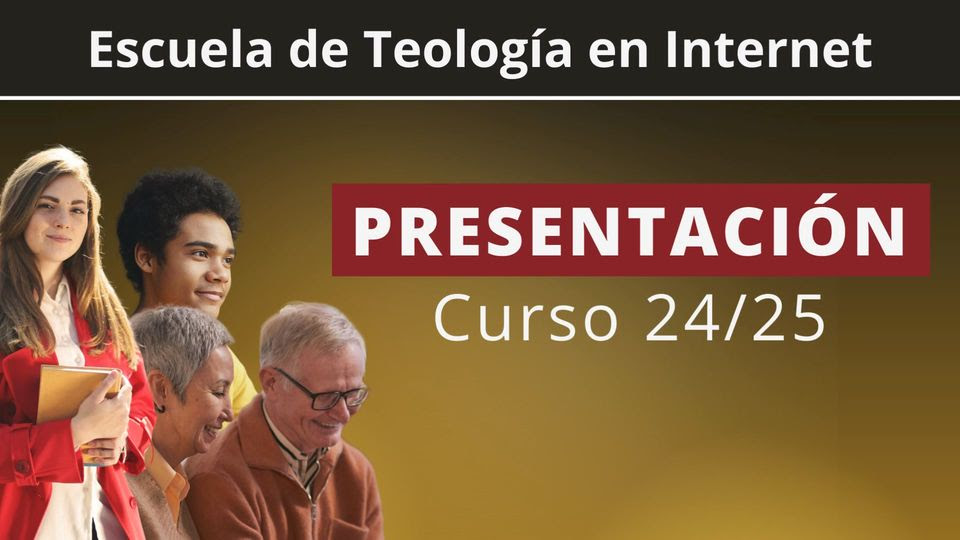 Escuela de Teología en Internet
PRESENTACIÓN
Curso 24/25